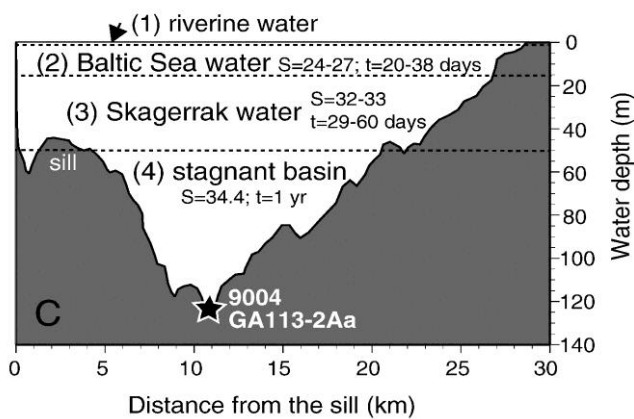 (1) riverine water
(2) Baltic Sea water S=24-27; t=20-38 days
(3) Skagerrak water S=32-33
t=29-60 days
sill
(4) stagnant basin
S=34.4; t=1 yr
9004
GA113-2Aa
C
0
20
40
60
80
100
120
140
Water depth (m)
0 5 10 15 20 25 30
Distance from the sill (km)